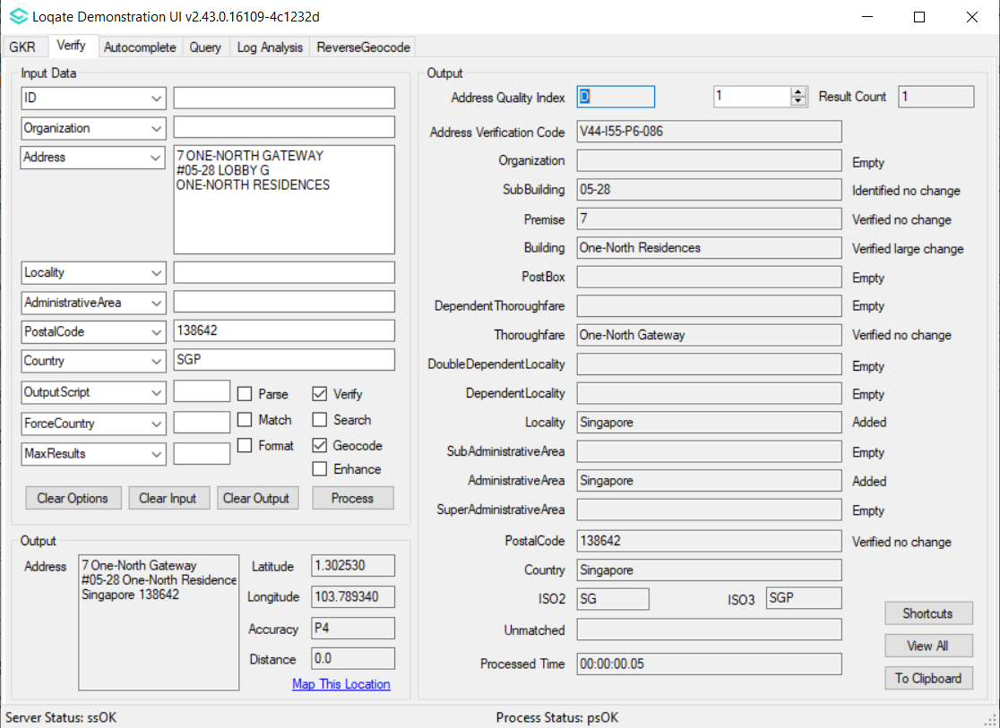 Loqate Demonstration UI v2.43.0.16109-4c1232d
GKR Verify Autocomplete Query Log Analysis ReverseGeocode
Input Data
ID
Organization
Address
7 ONE-NORTH GATEWAY
#05-28 LOBBY G
ONE-NORTH RESIDENCES
Locality
AdministrativeArea
PostalCode 138642
Country SGP
OutputScript Parse Verify
ForceCountry Match Search
MaxResults Format Geocode
Enhance
Clear Options Clear Input Clear Output Process
Output
Address
7 One-North Gateway
#05-28 One-North Residence
Singapore 138642
Latitude 1.302530
Longitude 103.789340
Accuracy P4
Distance 0.0
Map This Location
Output
Address Quality Index D 1 Result Count 1
Address Verification Code V44-I55-P6-086
Organization Empty
SubBuilding 05-28 Identified no change
Premise 7 Verified no change
Building One-North Residences Verified large change
PostBox Empty
DependentThoroughfare Empty
Thoroughfare One-North Gateway Verified no change
DoubleDependentLocality Empty
DependentLocality Empty
Locality Singapore Added
SubAdministrativeArea Empty
AdministrativeArea Singapore Added
SuperAdministrativeArea Empty
PostalCode 138642 Verified no change
Country Singapore
ISO2 SG ISO3 SGP
Unmatched
Processed Time 00:00:00.05
Shortcuts
View All
To Clipboard
Server Status: ssOK Process Status: psOK